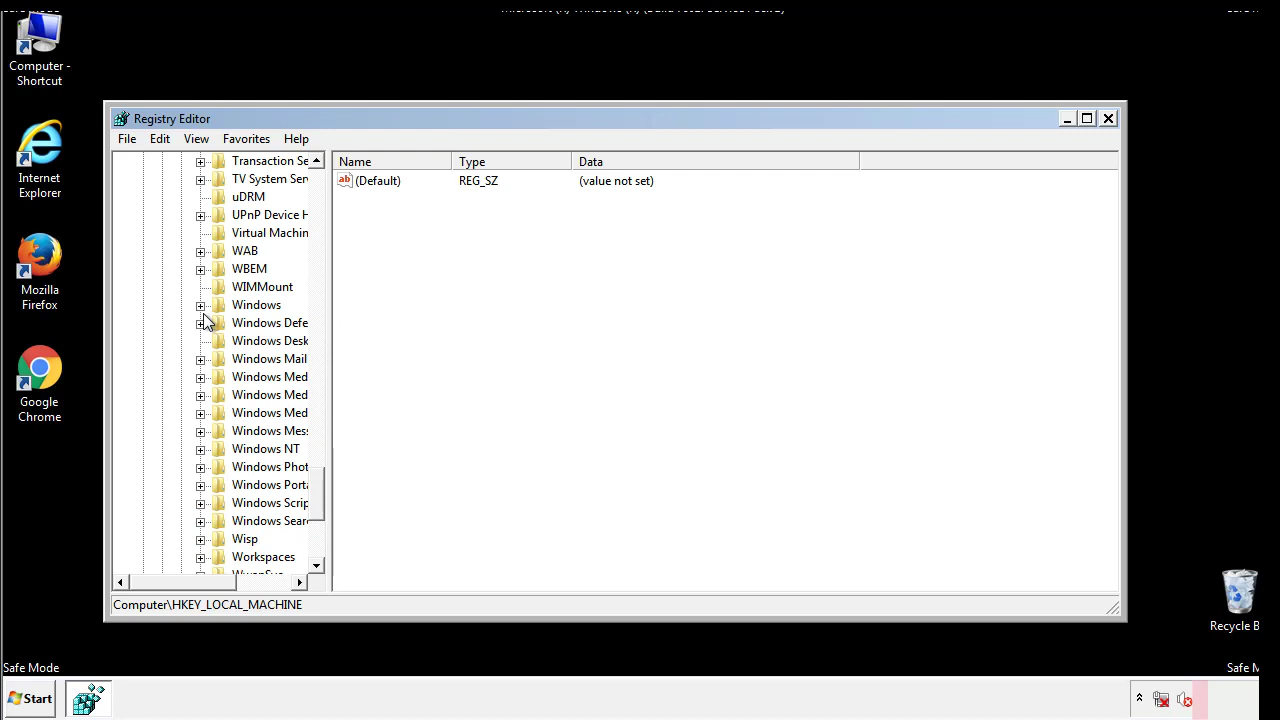 Computer -
Shortcut
Internet
Explorer
Mozilla
Firefox
Google
Chrome
Registry Editor
File Edit View Favorites Help
Transaction Se
TV System Serv
uDRM
UPnP Device H
Virtual Machin
WAB
WBEM
WIMMount
Windows
Windows Defe
Windows Desk
Windows Mail
Windows Med
Windows Med
Windows Med
Windows Mess
Windows NT
Windows Phot
Windows Porta
Windows Scrip
Windows Sear
Wisp
Workspaces
Name Type Data
ab (Default) REG_SZ (value not set)
Computer\HKEY_LOCAL_MACHINE
Recycle B
Safe Mode
Safe M
Start